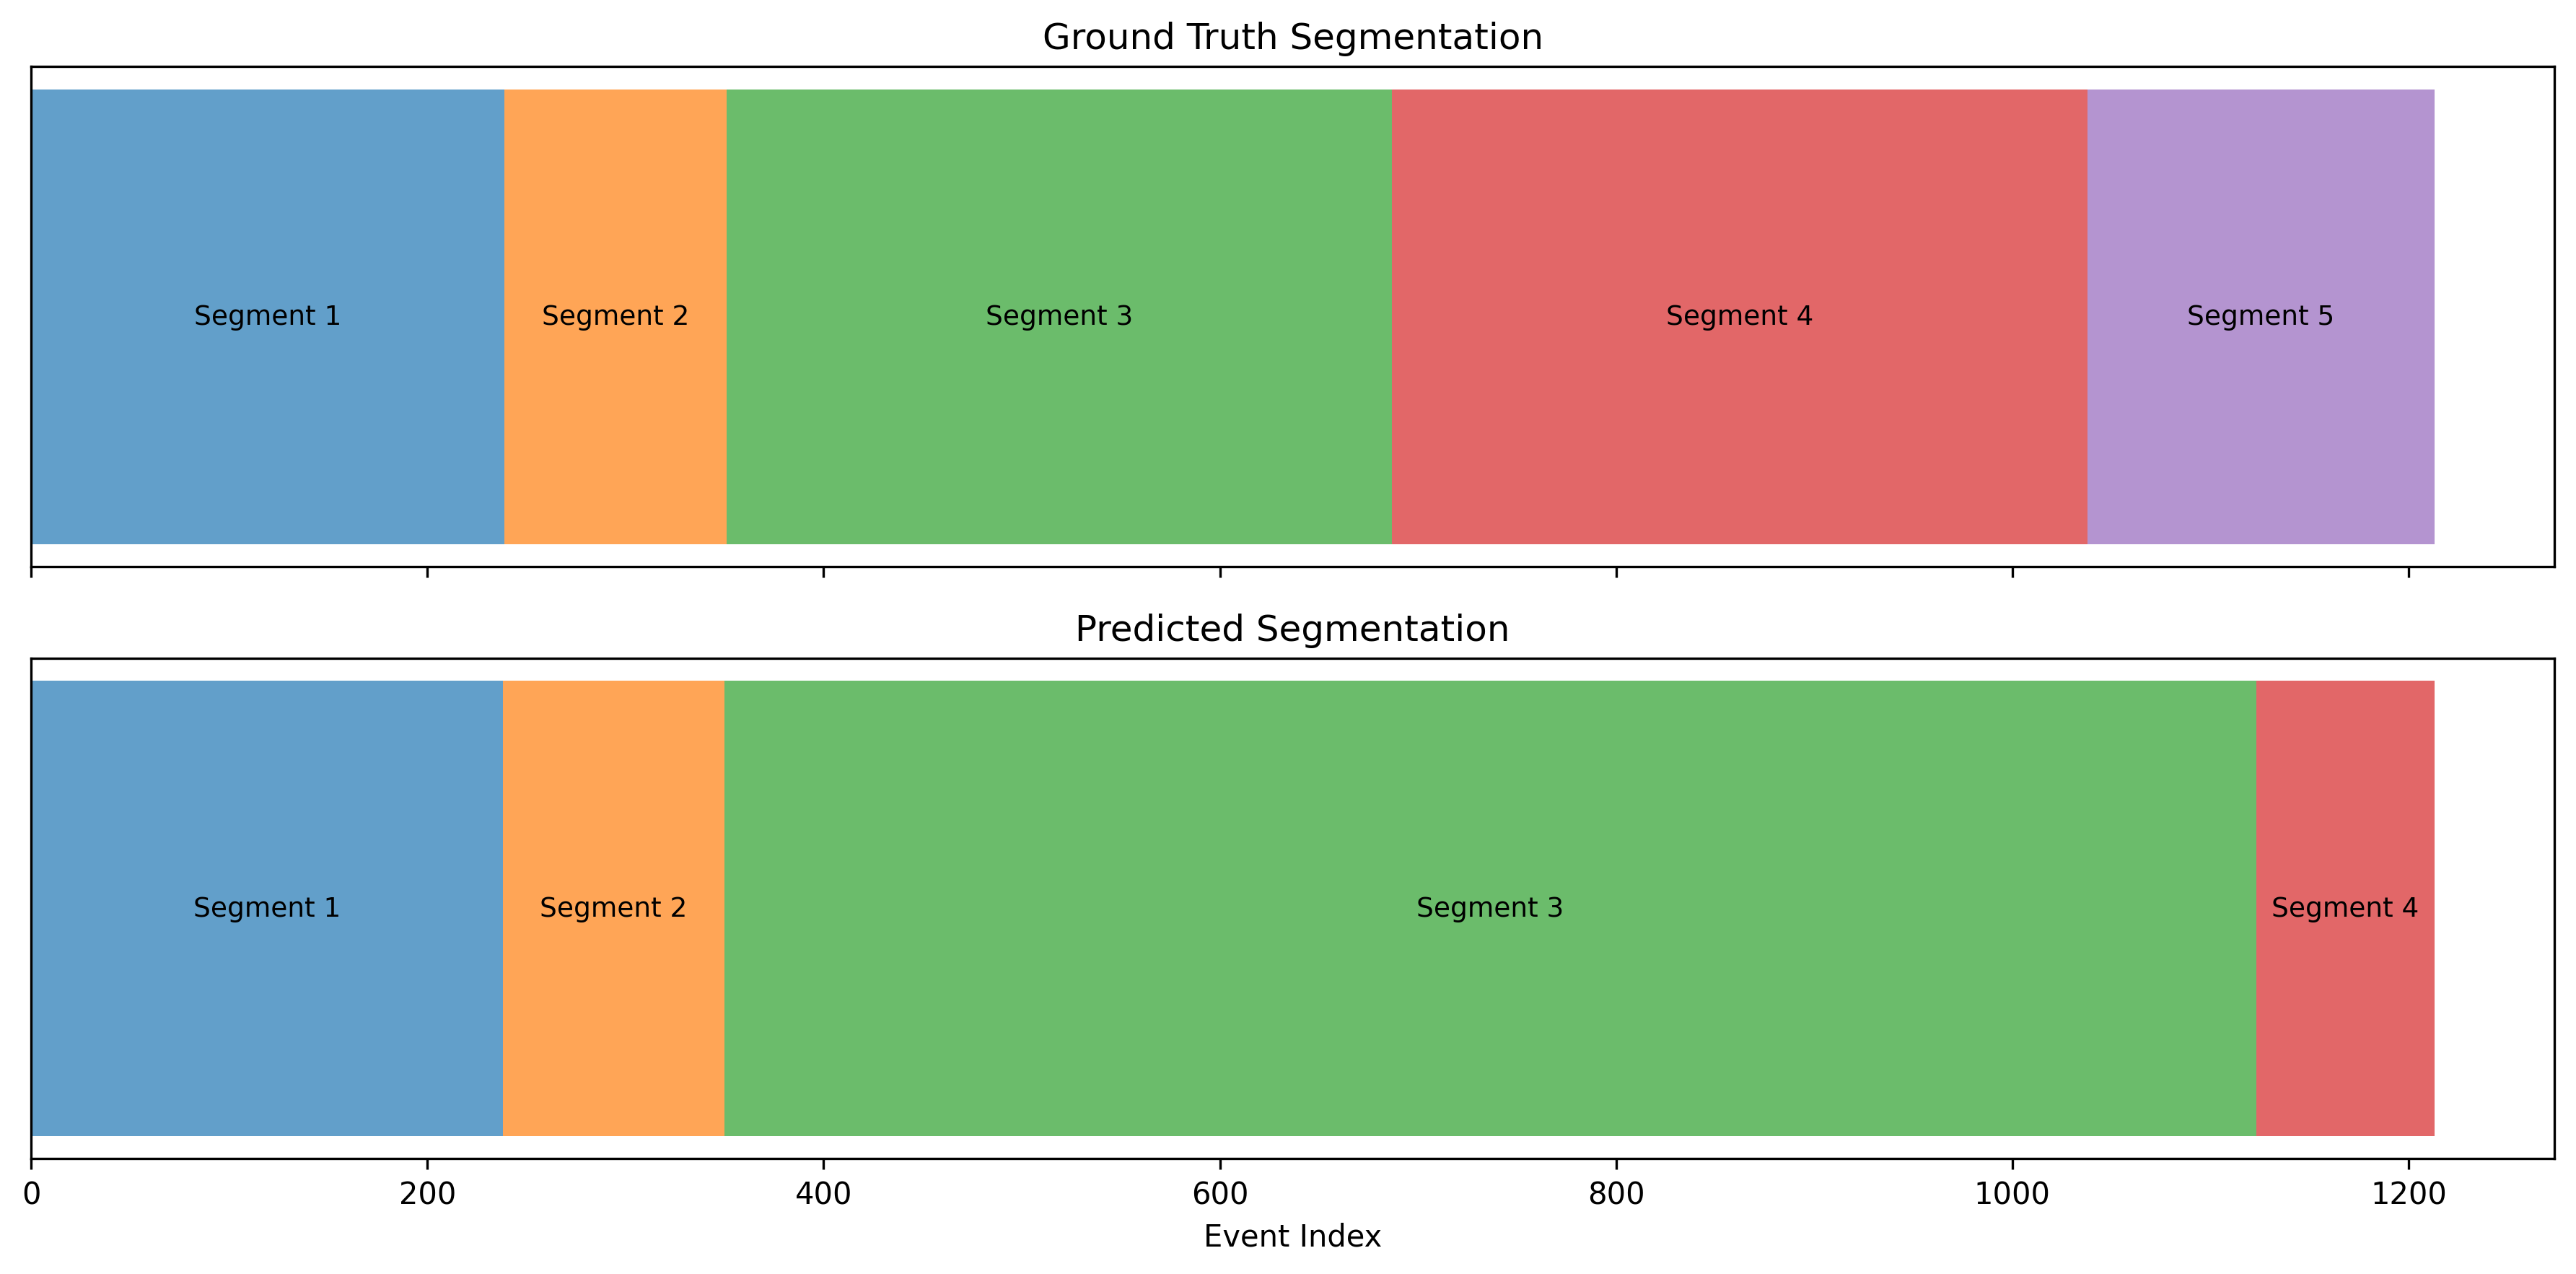 Ground Truth Segmentation
Segment 1 Segment 2 Segment 3 Segment 4 Segment 5
Predicted Segmentation
Segment 1 Segment 2 Segment 3 Segment 4
0 200 400 600 800 1000 1200
Event Index